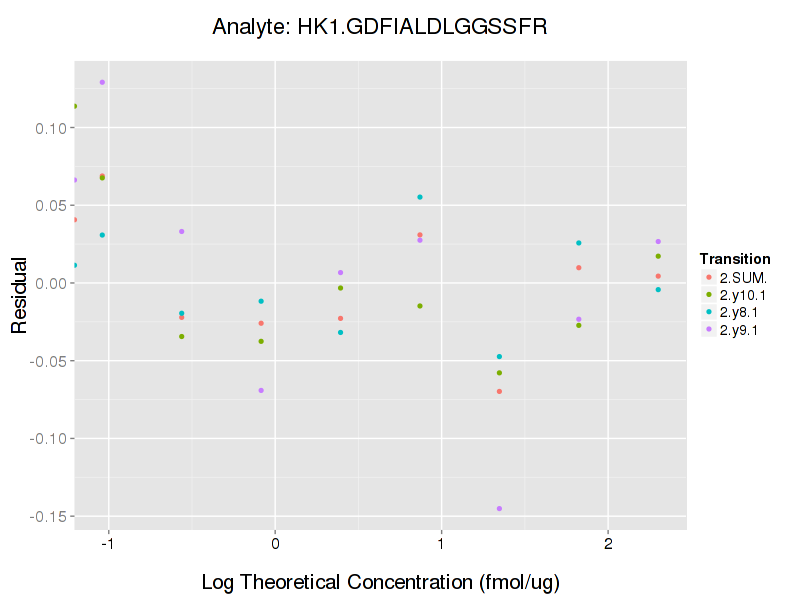 Analyte: HK1.GDFIALDLGGSSFR
0.10
0.05
0.00
-0.05
-0.10
-0.15
Residual
-1
0
1
2
Log Theoretical Concentration (fmol/ug)
Transition
2.SUM.
2.y10.1
2.y8.1
2.y9.1